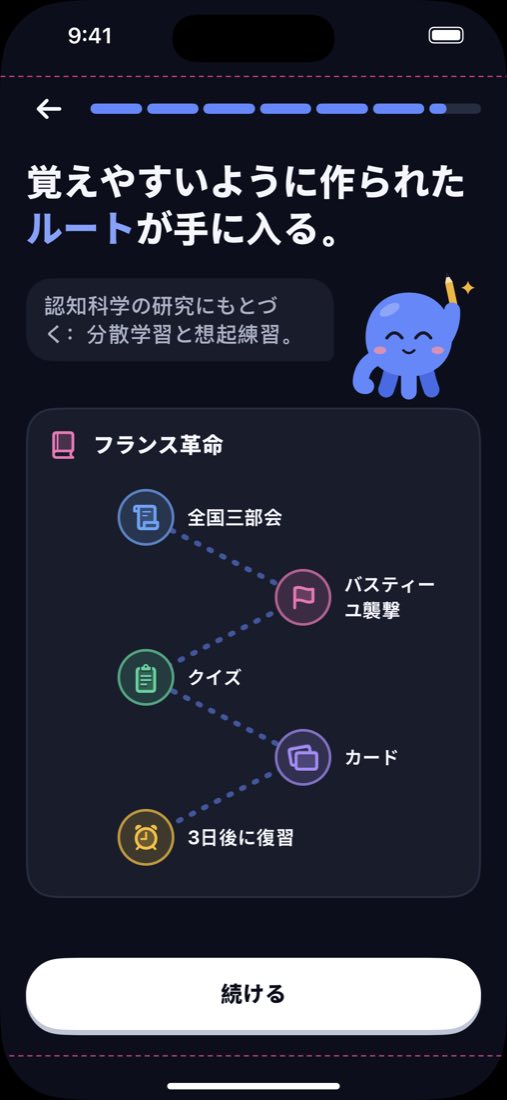 9:41
覚えやすいように作られた
ルートが手に入る。
認知科学の研究にもとづ
く：分散学習と想起練習。
フランス革命
全国三部会
バスティー
ユ襲撃
クイズ
カード
3日後に復習
続ける